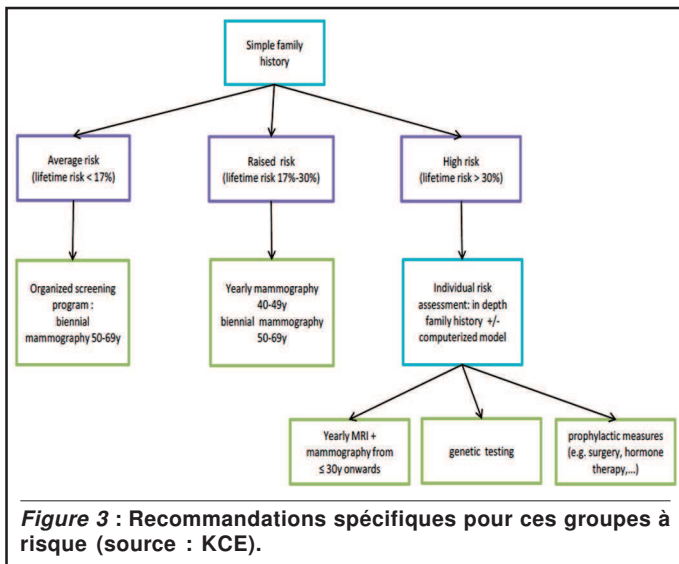 Simple family
history
Average risk
(lifetime risk < 17%)
Raised risk
(lifetime risk 17%-30%)
High risk
(lifetime risk > 30%)
Organized screening
program :
biennial
mammography 50-69y
Yearly mammography
40-49y
biennial mammography
50-69y
Individual risk
assessment: in depth
family history +/-
computerized model
Yearly MRI +
mammography from
≤ 30y onwards
genetic testing
prophylactic measures
(e.g. surgery, hormone
therapy,...)
Figure 3 : Recommandations spécifiques pour ces groupes à
risque (source : KCE).